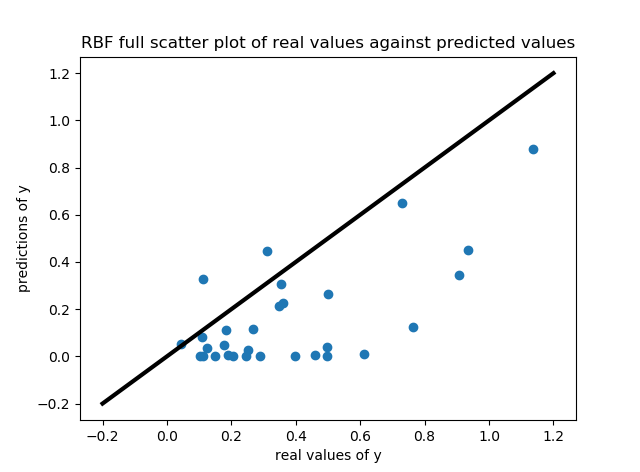 RBF full scatter plot of real values against predicted values
1.2
1.0
0.8
0.6
0.4
0.2
0.0
−0.2
predictions of y
−0.2 0.0 0.2 0.4 0.6 0.8 1.0 1.2
real values of y